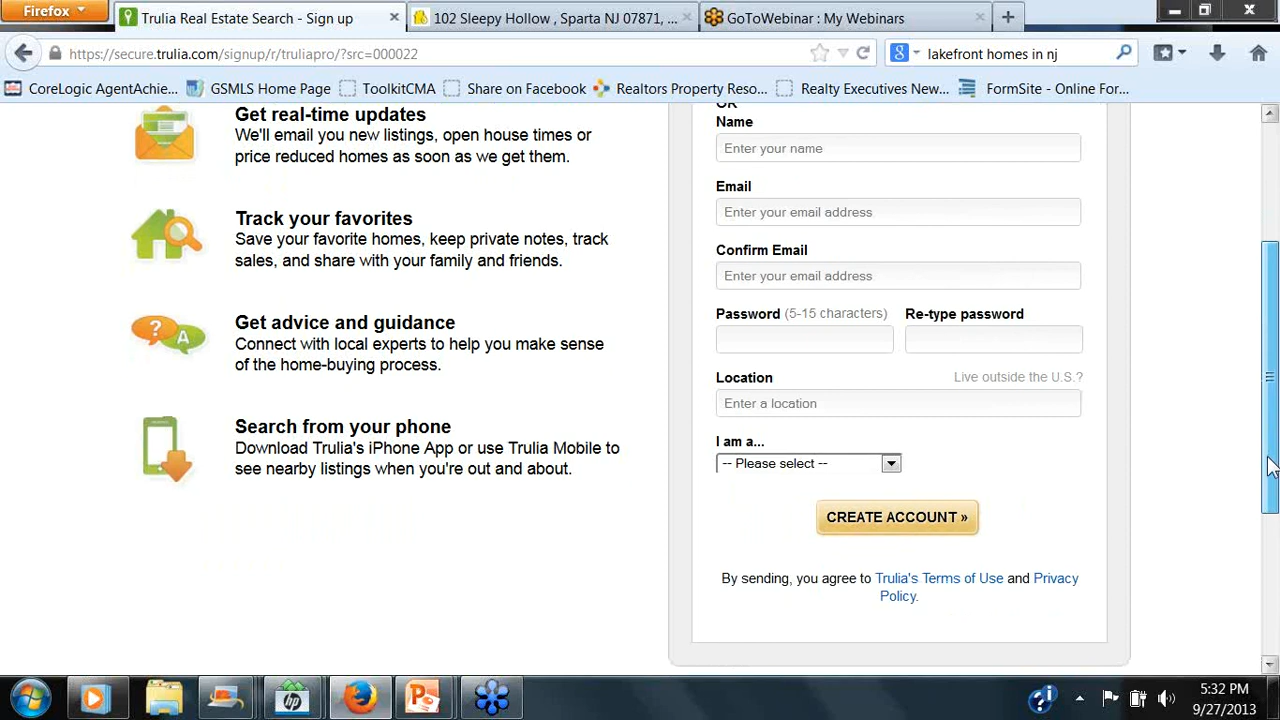 Firefox
Trulia Real Estate Search - Sign up
102 Sleepy Hollow , Sparta NJ 07871, ...
GoToWebinar : My Webinars
https://secure.trulia.com/signup/r/truliapro/?src=000022
lakefront homes in nj
CoreLogic AgentAchie...
GSMLS Home Page
ToolkitCMA
Share on Facebook
Realtors Property Reso...
Realty Executives New...
FormSite - Online For...
Get real-time updates
We'll email you new listings, open house times or
price reduced homes as soon as we get them.
Track your favorites
Save your favorite homes, keep private notes, track
sales, and share with your family and friends.
Get advice and guidance
Connect with local experts to help you make sense
of the home-buying process.
Search from your phone
Download Trulia's iPhone App or use Trulia Mobile to
see nearby listings when you're out and about.
OR
Name
Enter your name
Email
Enter your email address
Confirm Email
Enter your email address
Password (5-15 characters)
Re-type password
Location
Live outside the U.S.?
Enter a location
I am a...
-- Please select --
CREATE ACCOUNT »
By sending, you agree to Trulia's Terms of Use and Privacy
Policy.
5:32 PM
9/27/2013